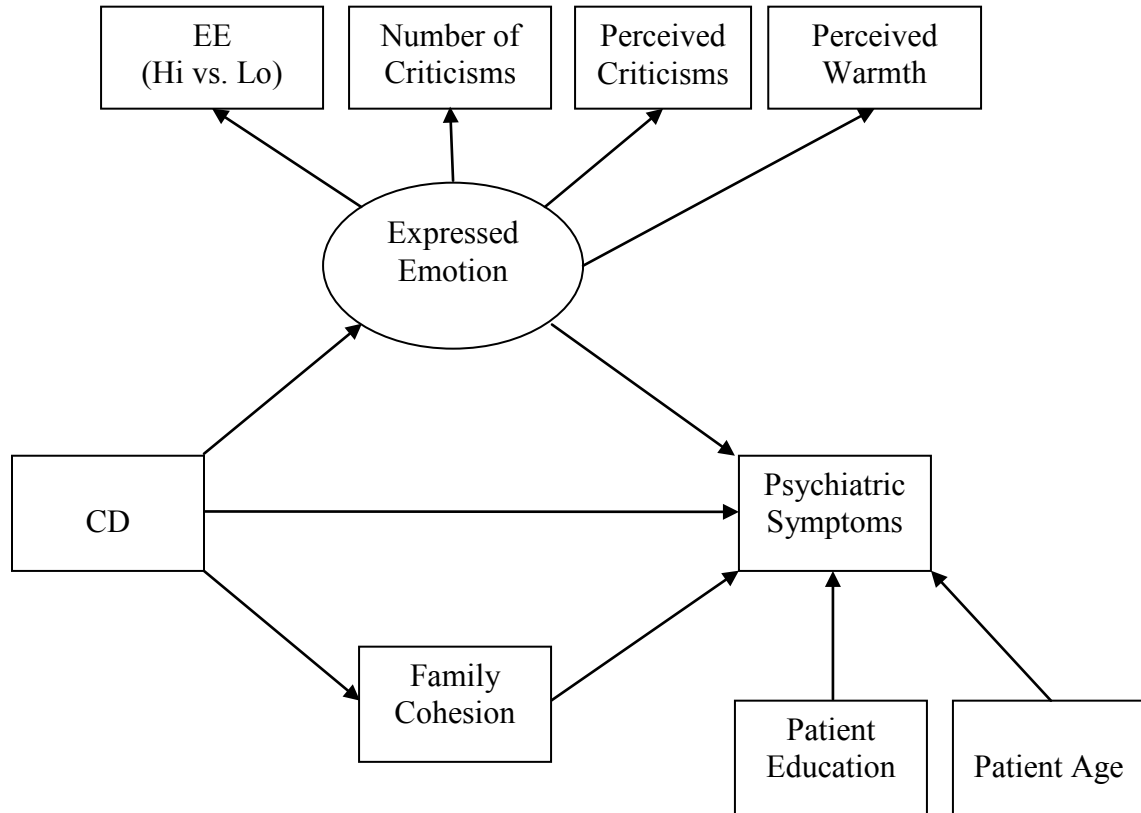 EE
(Hi vs. Lo)
Number of
Criticisms
Perceived
Criticisms
Perceived
Warmth
Expressed
Emotion
CD
Psychiatric
Symptoms
Family
Cohesion
Patient
Education
Patient Age